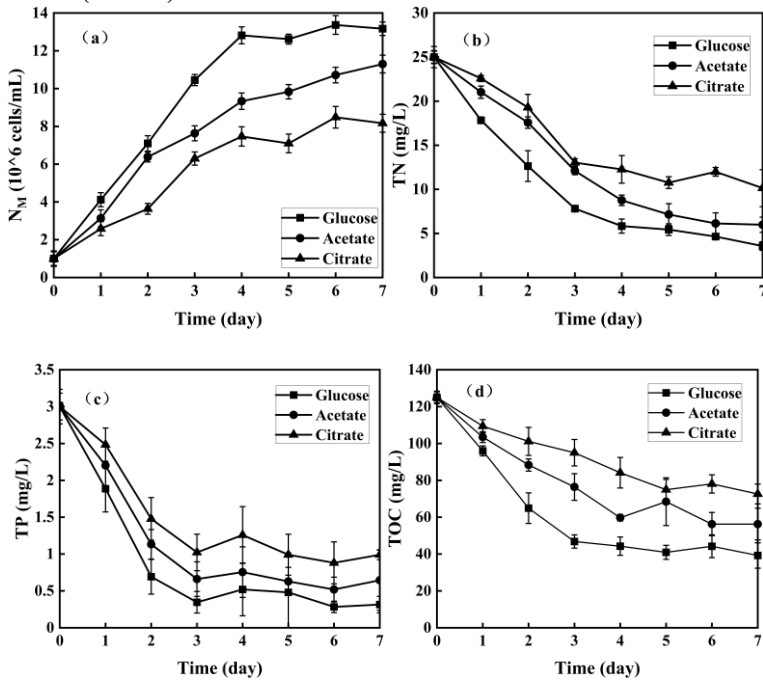 (a)
14
12
10
8
6
4
2
0
N_M (10^6 cells/mL)
Glucose
Acetate
Citrate
0 1 2 3 4 5 6 7
Time (day)
(b)
30
25
20
15
10
5
0
TN (mg/L)
Glucose
Acetate
Citrate
0 1 2 3 4 5 6 7
Time (day)
(c)
3.5
3
2.5
2
1.5
1
0.5
0
TP (mg/L)
Glucose
Acetate
Citrate
0 1 2 3 4 5 6 7
Time (day)
(d)
140
120
100
80
60
40
20
0
TOC (mg/L)
Glucose
Acetate
Citrate
0 1 2 3 4 5 6 7
Time (day)